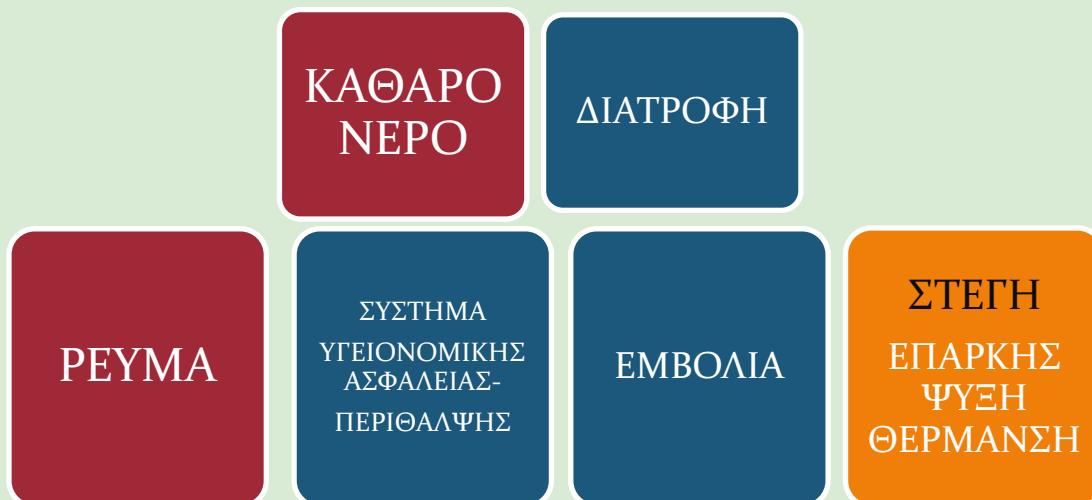 ΚΑΘΑΡΟ
ΝΕΡΟ
ΔΙΑΤΡΟΦΗ
ΡΕΥΜΑ
ΣΥΣΤΗΜΑ
ΥΓΕΙΟΝΟΜΙΚΗΣ
ΑΣΦΑΛΕΙΑΣ-
ΠΕΡΙΘΑΛΨΗΣ
ΕΜΒΟΛΙΑ
ΣΤΕΓΗ
ΕΠΑΡΚΗΣ
ΨΥΞΗ
ΘΕΡΜΑΝΣΗ